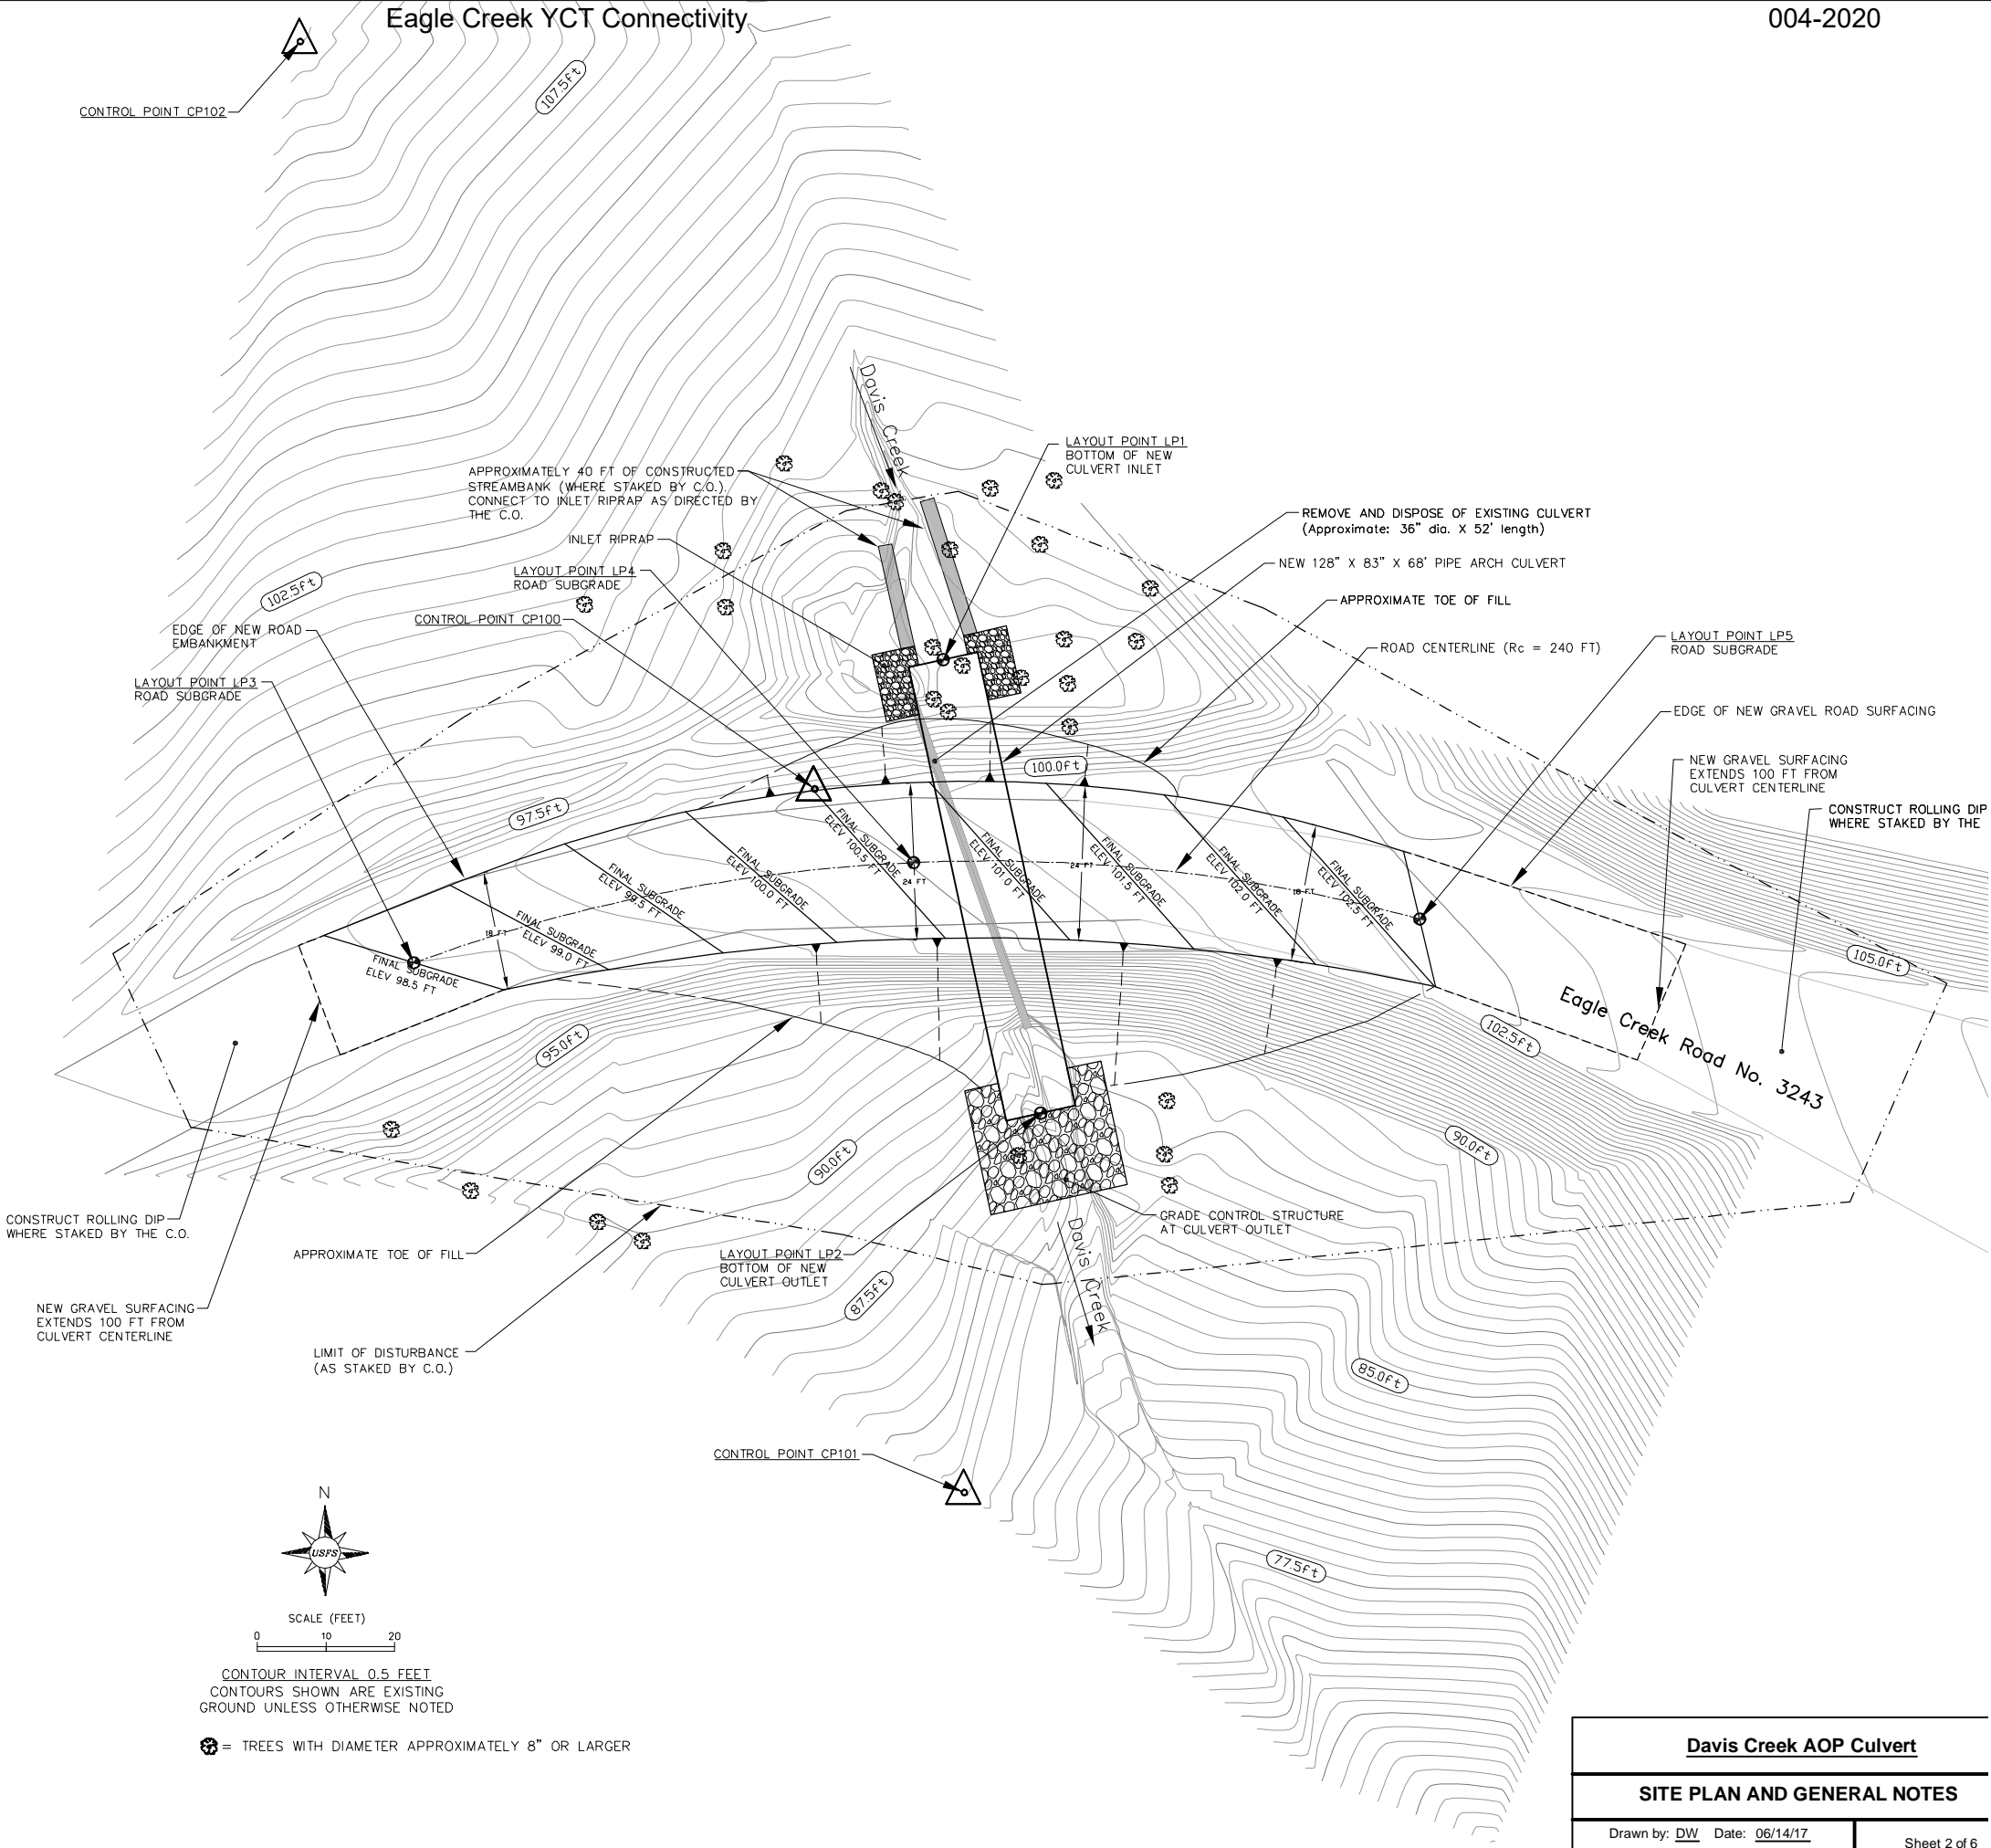 Eagle Creek YCT Connectivity
004-2020
CONTROL POINT CP102
107.5ft
Davis Creek
LAYOUT POINT LP1
BOTTOM OF NEW
CULVERT INLET
APPROXIMATELY 40 FT OF CONSTRUCTED
STREAMBANK (WHERE STAKED BY C.O.).
CONNECT TO INLET RIPRAP AS DIRECTED BY
THE C.O.
REMOVE AND DISPOSE OF EXISTING CULVERT
(Approximate: 36" dia. X 52' length)
INLET RIPRAP
NEW 128" X 83" X 68' PIPE ARCH CULVERT
LAYOUT POINT LP4
ROAD SUBGRADE
102.5ft
APPROXIMATE TOE OF FILL
CONTROL POINT CP100
EDGE OF NEW ROAD
EMBANKMENT
ROAD CENTERLINE (Rc = 240 FT)
LAYOUT POINT LP5
ROAD SUBGRADE
LAYOUT POINT LP3
ROAD SUBGRADE
EDGE OF NEW GRAVEL ROAD SURFACING
100.0ft
NEW GRAVEL SURFACING
EXTENDS 100 FT FROM
CULVERT CENTERLINE
97.5ft
CONSTRUCT ROLLING DIP
WHERE STAKED BY THE
FINAL SUBGRADE
ELEV 98.5 FT
FINAL SUBGRADE
ELEV 99.0 FT
FINAL SUBGRADE
ELEV 99.5 FT
FINAL SUBGRADE
ELEV 100.0 FT
FINAL SUBGRADE
ELEV 100.5 FT
FINAL SUBGRADE
ELEV 101.0 FT
FINAL SUBGRADE
ELEV 101.5 FT
FINAL SUBGRADE
ELEV 102.0 FT
FINAL SUBGRADE
ELEV 102.5 FT
18 FT
24 FT
24 FT
18 FT
105.0ft
Eagle Creek Road No. 3243
95.0ft
102.5ft
90.0ft
90.0ft
CONSTRUCT ROLLING DIP
WHERE STAKED BY THE C.O.
GRADE CONTROL STRUCTURE
AT CULVERT OUTLET
APPROXIMATE TOE OF FILL
LAYOUT POINT LP2
BOTTOM OF NEW
CULVERT OUTLET
Davis Creek
87.5ft
NEW GRAVEL SURFACING
EXTENDS 100 FT FROM
CULVERT CENTERLINE
LIMIT OF DISTURBANCE
(AS STAKED BY C.O.)
85.0ft
CONTROL POINT CP101
77.5ft
N
USFS
SCALE (FEET)
0 10 20
CONTOUR INTERVAL 0.5 FEET
CONTOURS SHOWN ARE EXISTING
GROUND UNLESS OTHERWISE NOTED
= TREES WITH DIAMETER APPROXIMATELY 8" OR LARGER
Davis Creek AOP Culvert
SITE PLAN AND GENERAL NOTES
Drawn by: DW Date: 06/14/17
Sheet 2 of 6